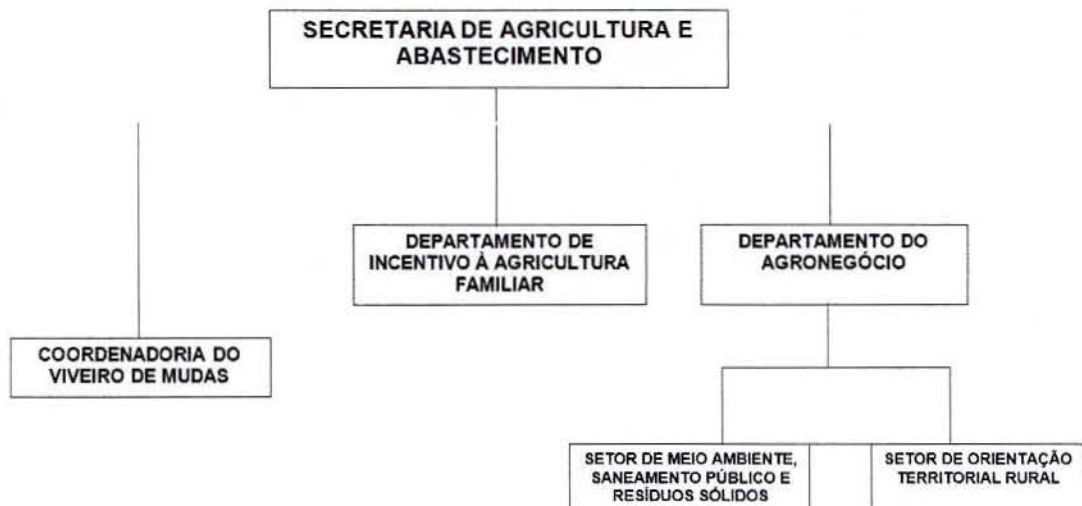 SECRETARIA DE AGRICULTURA E
ABASTECIMENTO
DEPARTAMENTO DE
INCENTIVO À AGRICULTURA
FAMILIAR
DEPARTAMENTO DO
AGRONEGÓCIO
COORDENADORIA DO
VIVEIRO DE MUDAS
SETOR DE MEIO AMBIENTE,
SANEAMENTO PÚBLICO E
RESÍDUOS SÓLIDOS
SETOR DE ORIENTAÇÃO
TERRITORIAL RURAL